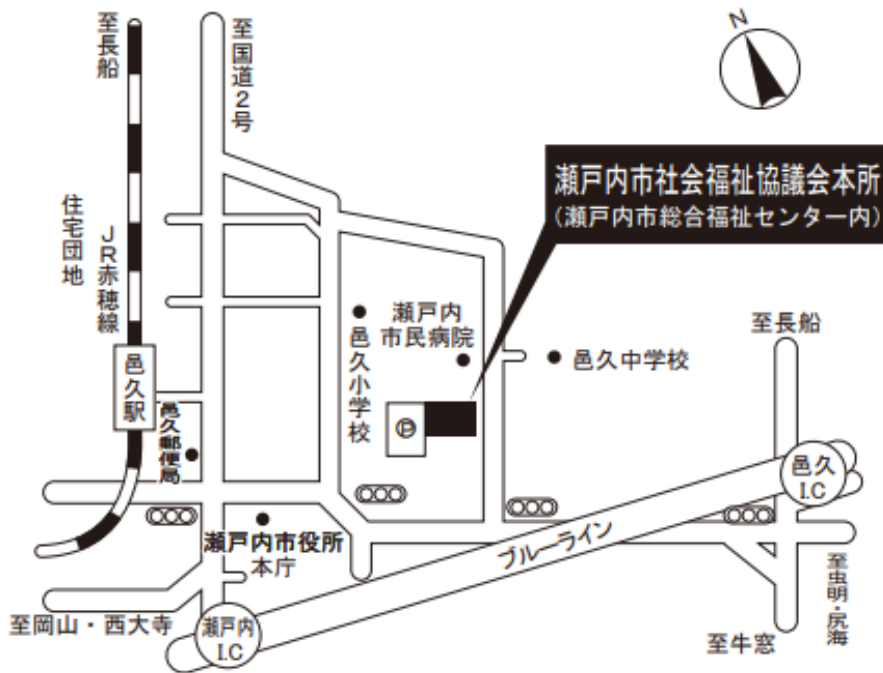 至長船
至国道2号
N
瀬戸内市社会福祉協議会本所
(瀬戸内市総合福祉センター内)
住宅団地
JR赤穂線
瀬戸内
市民病院
邑久小学校
邑久中学校
至長船
邑久駅
邑久郵便局
P
邑久
I.C
瀬戸内市役所
本庁
ブルーライン
至虫明・尻海
至岡山・西大寺
瀬戸内
I.C
至牛窓